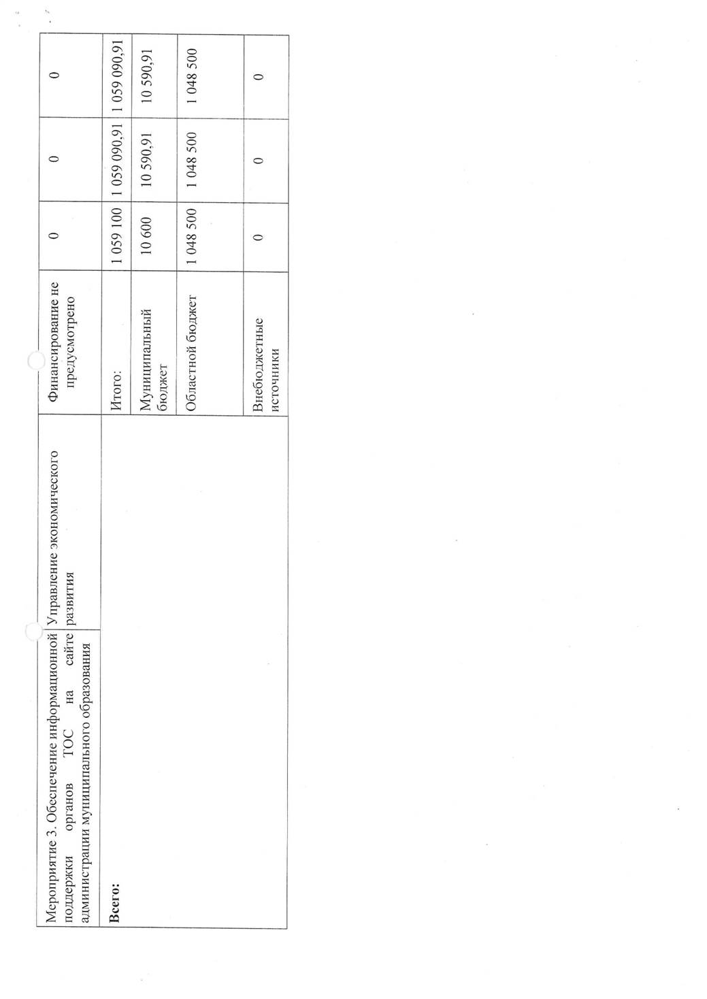 Мероприятие 3. Обеспечение информационной
поддержки органов ТОС на сайте
администрации муниципального образования
Управление экономического
развития
Финансирование не
предусмотрено
0
0
0
Всего:
Итого:
1 059 100
1 059 090,91
1 059 090,91
Муниципальный
бюджет
10 600
10 590,91
10 590,91
Областной бюджет
1 048 500
1 048 500
1 048 500
Внебюджетные
источники
0
0
0